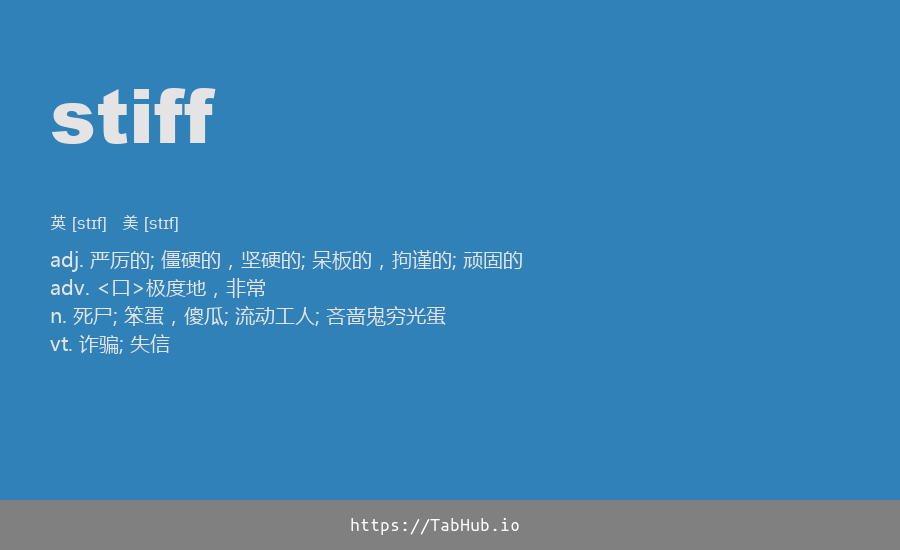 stiff
英 [stɪf] 美 [stɪf]
adj. 严厉的; 僵硬的，坚硬的; 呆板的，拘谨的; 顽固的
adv. <口>极度地，非常
n. 死尸; 笨蛋，傻瓜; 流动工人; 吝啬鬼穷光蛋
vt. 诈骗; 失信
https://TabHub.io